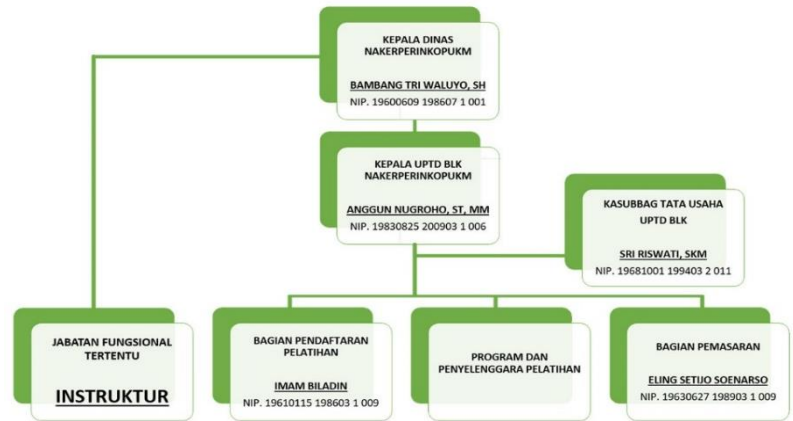 KEPALA DINAS
NAKERPERINKOPUKM
BAMBANG TRI WALUYO, SH
NIP. 19600609 198607 1 001
KEPALA UPTD BLK
NAKERPERINKOPUKM
ANGGUN NUGROHO, ST, MM
NIP. 19830825 200903 1 006
KASUBBAG TATA USAHA
UPTD BLK
SRI RISWATI, SKM
NIP. 19681001 199403 2 011
JABATAN FUNGSIONAL
TERTENTU
INSTRUKTUR
BAGIAN PENDAFTARAN
PELATIHAN
IMAM BILADIN
NIP. 19610115 198603 1 009
PROGRAM DAN
PENYELENGGARA PELATIHAN
BAGIAN PEMASARAN
ELING SETIJO SOENARSO
NIP. 19630627 198903 1 009